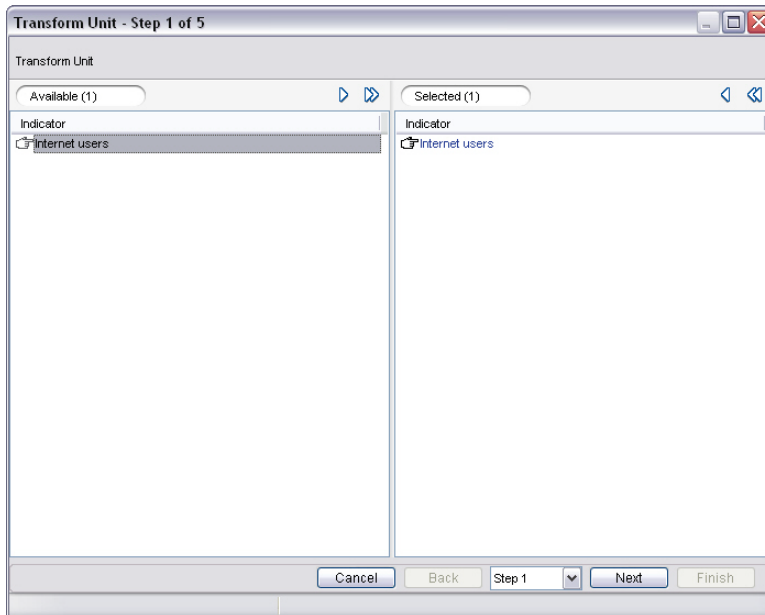 Transform Unit - Step 1 of 5
Transform Unit
Available (1)
Selected (1)
Indicator
Indicator
Internet users
Internet users
Cancel
Back
Step 1
Next
Finish